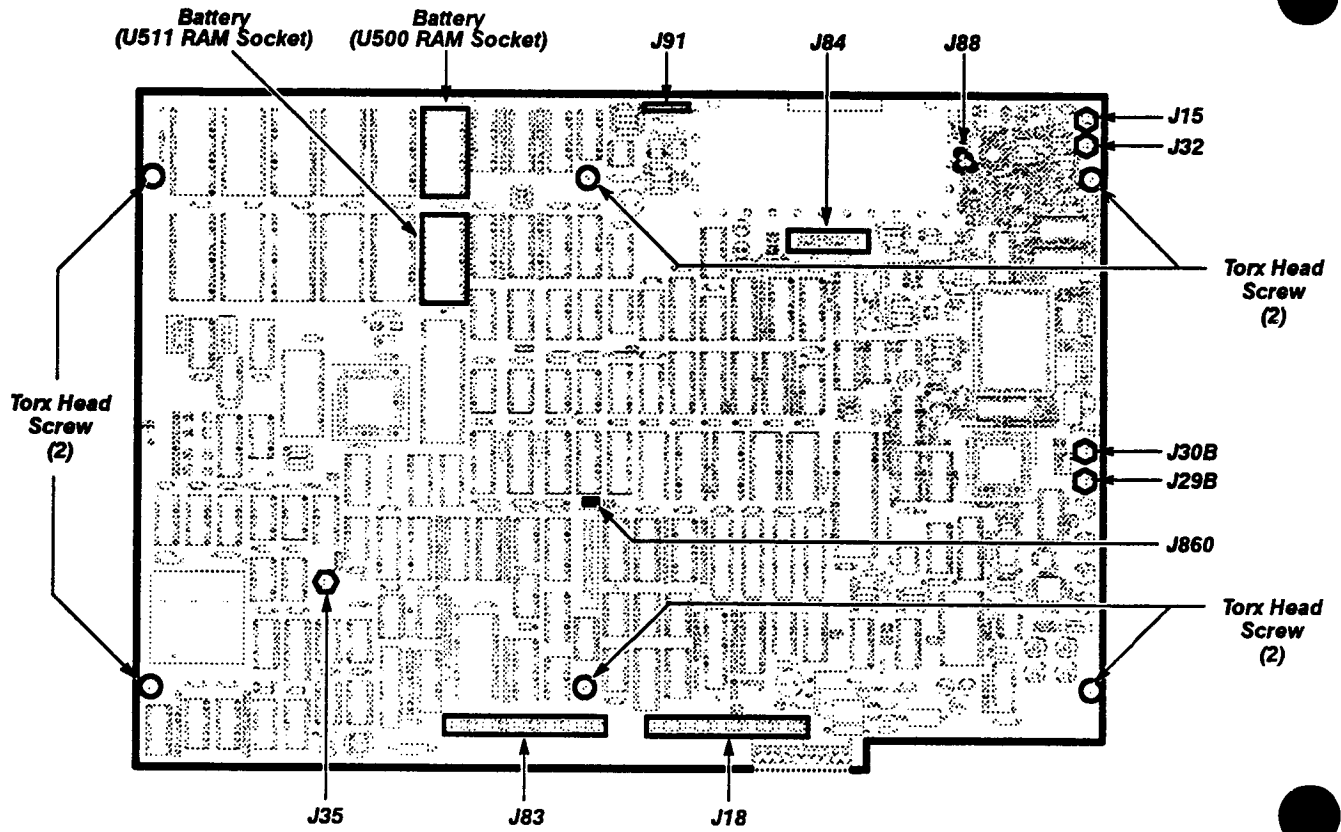 Battery
(U511 RAM Socket)
Battery
(U500 RAM Socket)
J91
J84
J88
J15
J32
Torx Head
Screw
(2)
Torx Head
Screw
(2)
J30B
J29B
J860
Torx Head
Screw
(2)
J35
J83
J18